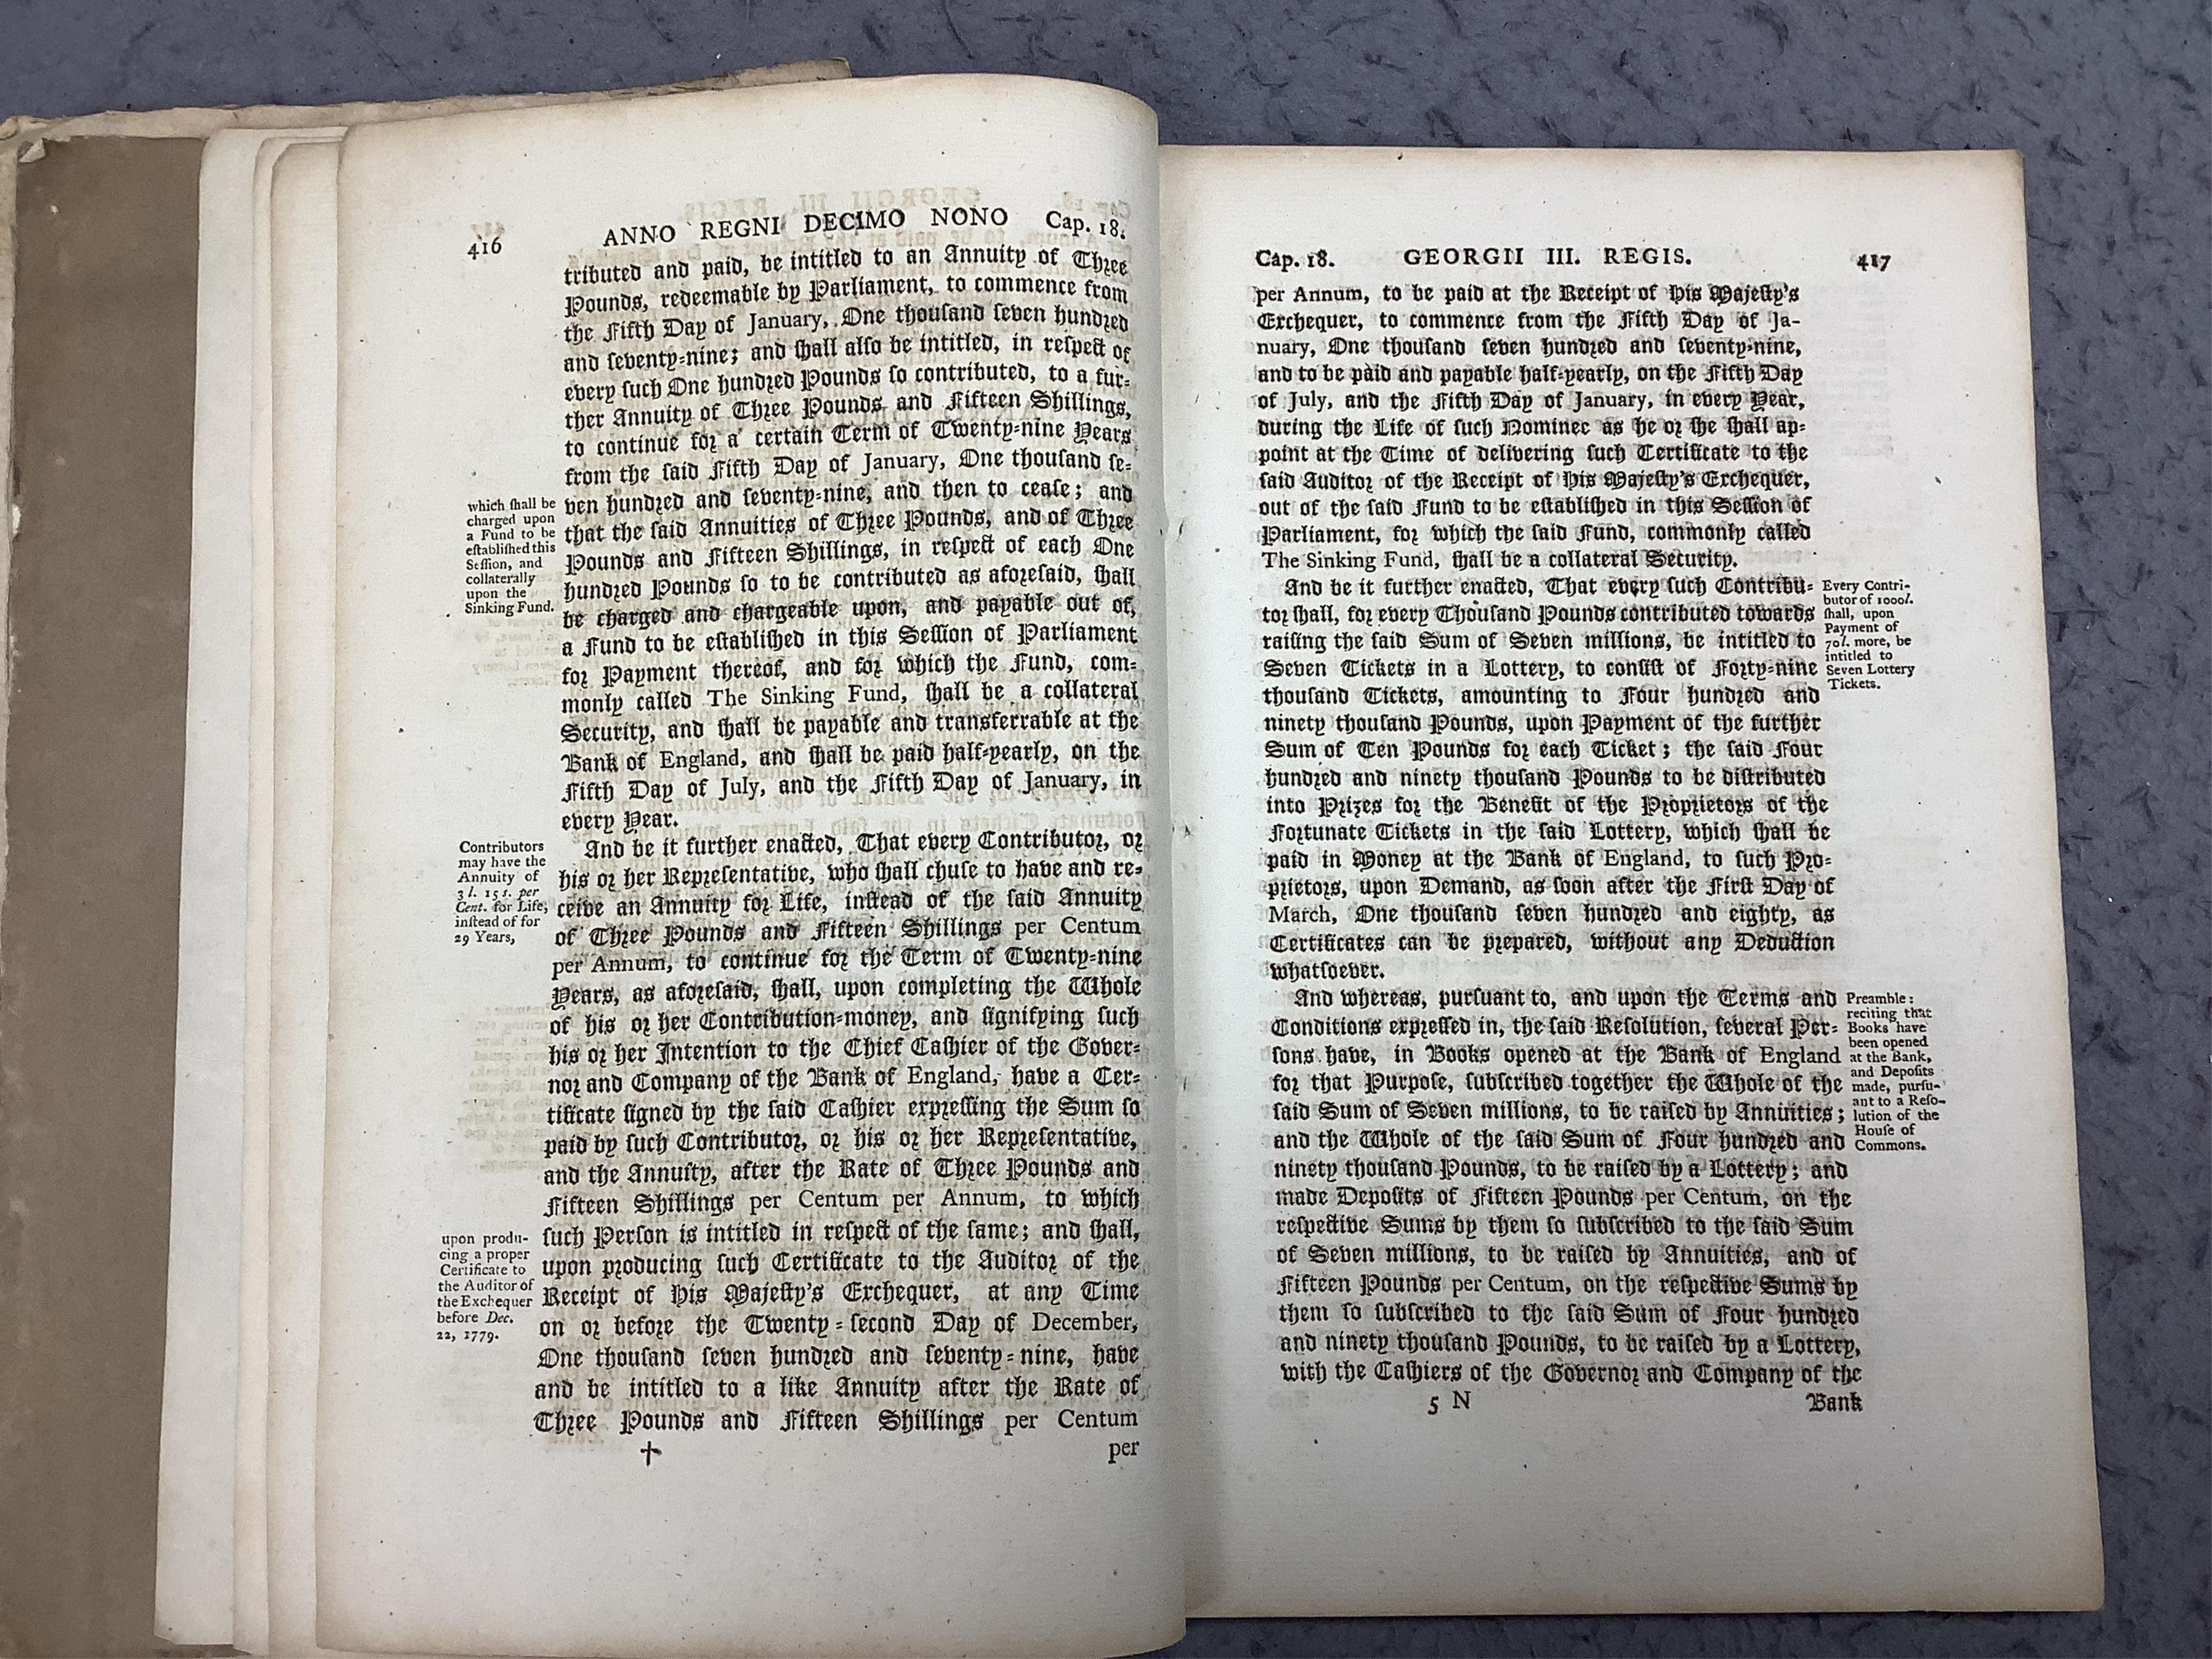 416
ANNO REGNI DECIMO NONO Cap. 18.
tributed and paid, be intitled to an Annuity of Three
Pounds, redeemable by Parliament, to commence from
the Fifth Day of January, One thousand seven hundred
and seventy-nine; and shall also be intitled, in respect of
every such One hundred Pounds so contributed, to a fur-
ther Annuity of Three Pounds and Fifteen Shillings,
to continue for a certain Term of Twenty-nine Years
from the said Fifth Day of January, One thousand se-
ven hundred and seventy-nine, and then to cease; and
that the said Annuities of Three Pounds, and of Three
Pounds and Fifteen Shillings, in respect of each One
hundred Pounds so to be contributed as aforesaid, shall
be charged and chargeable upon, and payable out of,
a Fund to be established in this Session of Parliament
for Payment thereof, and for which the Fund, com-
monly called The Sinking Fund, shall be a collateral
Security, and shall be payable and transferrable at the
Bank of England, and shall be paid half-yearly, on the
Fifth Day of July, and the Fifth Day of January, in
every Year.
which shall be
charged upon
a Fund to be
established this
Session, and
collaterally
upon the
Sinking Fund.
And be it further enacted, That every Contributor, or
his or her Representative, who shall chuse to have and re-
ceive an Annuity for Life, instead of the said Annuity
of Three Pounds and Fifteen Shillings per Centum
per Annum, to continue for the Term of Twenty-nine
Years, as aforesaid, shall, upon completing the Whole
of his or her Contribution-money, and signifying such
his or her Intention to the Chief Cashier of the Gover-
nor and Company of the Bank of England, have a Cer-
tificate signed by the said Cashier expressing the Sum so
paid by such Contributor, or his or her Representative,
and the Annuity, after the Rate of Three Pounds and
Fifteen Shillings per Centum per Annum, to which
such Person is intitled in respect of the same; and shall,
upon producing such Certificate to the Auditor of the
Receipt of His Majesty's Exchequer, at any Time
on or before the Twenty-second Day of December,
One thousand seven hundred and seventy-nine, have
and be intitled to a like Annuity after the Rate of
Three Pounds and Fifteen Shillings per Centum
Contributors
may have the
Annuity of
3 l. 15 s. per
Cent. for Life,
instead of for
29 Years,
upon produ-
cing a proper
Certificate to
the Auditor of
the Exchequer
before Dec.
22, 1779.
†
per
Cap. 18. GEORGII III. REGIS. 417
per Annum, to be paid at the Receipt of His Majesty's
Exchequer, to commence from the Fifth Day of Ja-
nuary, One thousand seven hundred and seventy-nine,
and to be paid and payable half-yearly, on the Fifth Day
of July, and the Fifth Day of January, in every Year,
during the Life of such Nominee as he or she shall ap-
point at the Time of delivering such Certificate to the
said Auditor of the Receipt of His Majesty's Exchequer,
out of the said Fund to be established in this Session of
Parliament, for which the said Fund, commonly called
The Sinking Fund, shall be a collateral Security.
And be it further enacted, That every such Contribu-
tor shall, for every Thousand Pounds contributed towards
raising the said Sum of Seven millions, be intitled to
Seven Tickets in a Lottery, to consist of Forty-nine
thousand Tickets, amounting to Four hundred and
ninety thousand Pounds, upon Payment of the further
Sum of Ten Pounds for each Ticket; the said Four
hundred and ninety thousand Pounds to be distributed
into Prizes for the Benefit of the Proprietors of the
Fortunate Tickets in the said Lottery, which shall be
paid in Money at the Bank of England, to such Pro-
prietors, upon Demand, as soon after the First Day of
March, One thousand seven hundred and eighty, as
Certificates can be prepared, without any Deduction
whatsoever.
Every Contri-
butor of 1000l.
shall, upon
Payment of
70l. more, be
intitled to
Seven Lottery
Tickets.
And whereas, pursuant to, and upon the Terms and
Conditions expressed in, the said Resolution, several Per-
sons have, in Books opened at the Bank of England
for that Purpose, subscribed together the Whole of the
said Sum of Seven millions, to be raised by Annuities;
and the Whole of the said Sum of Four hundred and
ninety thousand Pounds, to be raised by a Lottery; and
made Deposits of Fifteen Pounds per Centum, on the
respective Sums by them so subscribed to the said Sum
of Seven millions, to be raised by Annuities, and of
Fifteen Pounds per Centum, on the respective Sums by
them so subscribed to the said Sum of Four hundred
and ninety thousand Pounds, to be raised by a Lottery,
with the Cashiers of the Governor and Company of the
Preamble:
reciting that
Books have
been opened
at the Bank,
and Deposits
made, pursu-
ant to a Reso-
lution of the
House of
Commons.
5 N
Bank